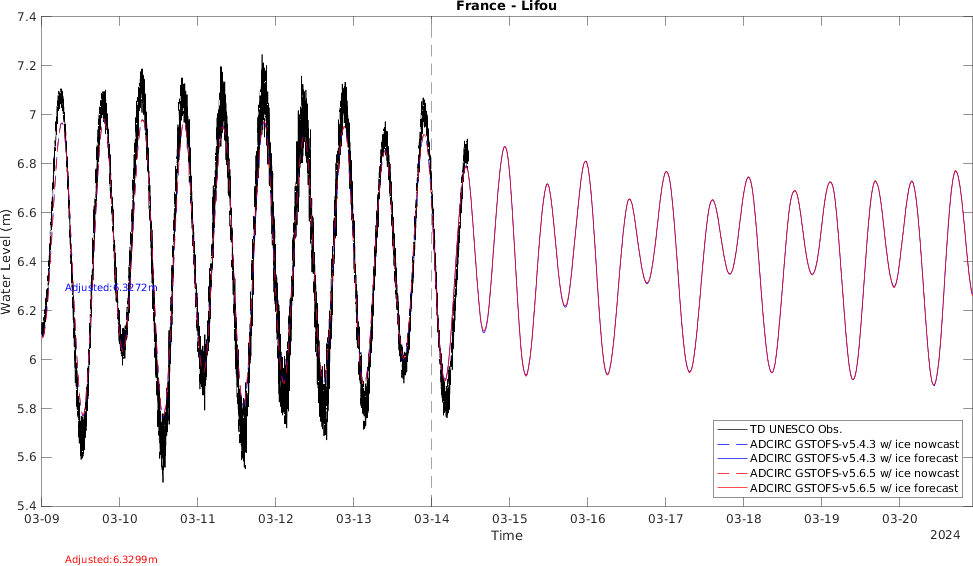 France - Lifou
7.4
7.2
7
6.8
6.6
6.4
6.2
6
5.8
5.6
5.4
Water Level (m)
Adjusted:6.3272m
TD UNESCO Obs.
ADCIRC GSTOFS-v5.4.3 w/ ice nowcast
ADCIRC GSTOFS-v5.4.3 w/ ice forecast
ADCIRC GSTOFS-v5.6.5 w/ ice nowcast
ADCIRC GSTOFS-v5.6.5 w/ ice forecast
03-09 03-10 03-11 03-12 03-13 03-14 03-15 03-16 03-17 03-18 03-19 03-20
Time
2024
Adjusted:6.3299m